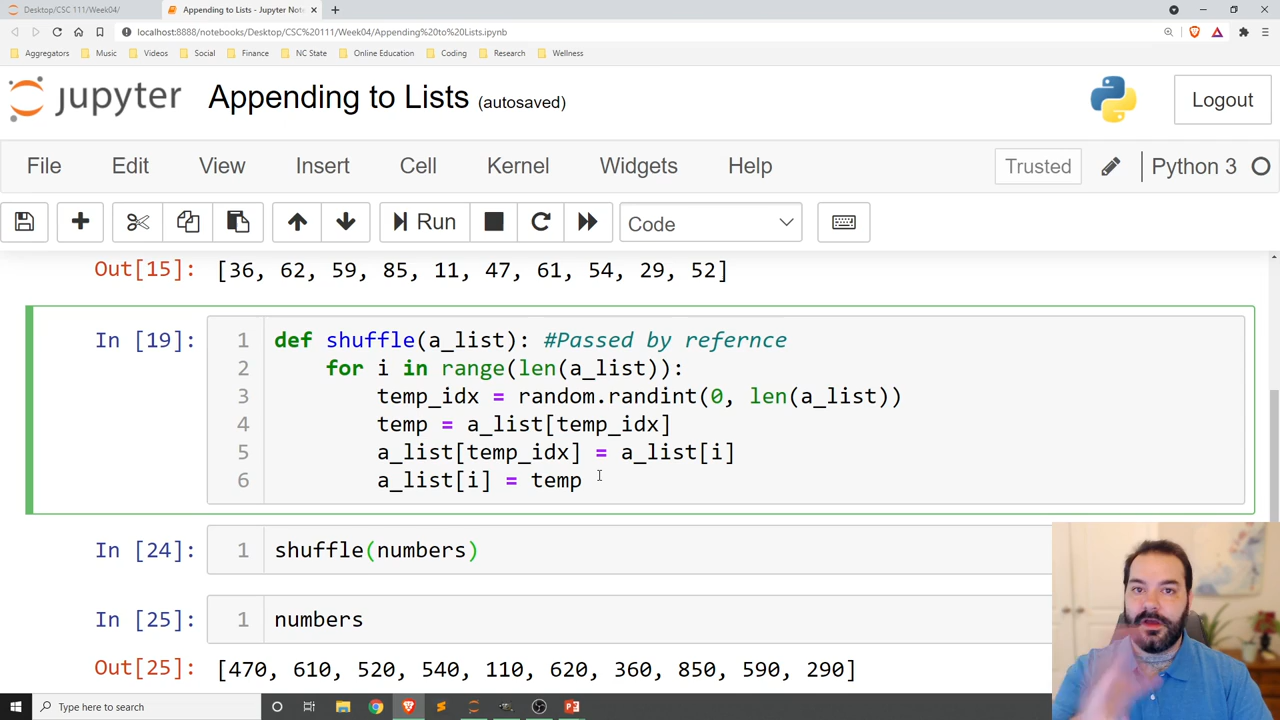 Desktop/CSC 111/Week04/
Appending to Lists - Jupyter Note
localhost:8888/notebooks/Desktop/CSC%20111/Week04/Appending%20to%20Lists.ipynb
Aggregators Music Videos Social Finance NC State Online Education Coding Research Wellness
jupyter Appending to Lists (autosaved) Logout
File Edit View Insert Cell Kernel Widgets Help Trusted Python 3
Run Code
Out[15]: [36, 62, 59, 85, 11, 47, 61, 54, 29, 52]
In [19]: 1 def shuffle(a_list): #Passed by refernce
2 for i in range(len(a_list)):
3 temp_idx = random.randint(0, len(a_list))
4 temp = a_list[temp_idx]
5 a_list[temp_idx] = a_list[i]
6 a_list[i] = temp
In [24]: 1 shuffle(numbers)
In [25]: 1 numbers
Out[25]: [470, 610, 520, 540, 110, 620, 360, 850, 590, 290]
Type here to search